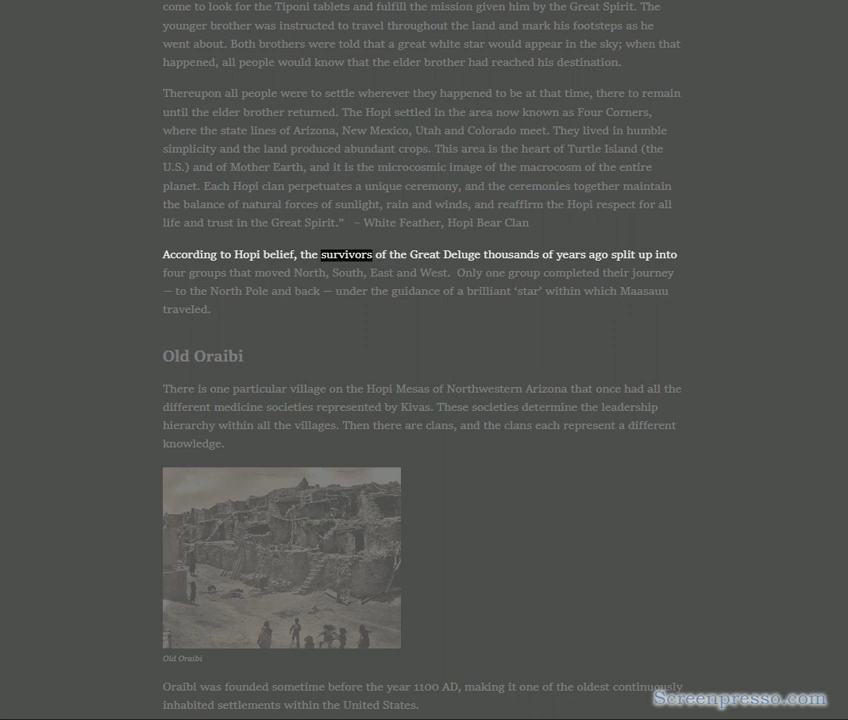 come to look for the Tiponi tablets and fulfill the mission given him by the Great Spirit. The
younger brother was instructed to travel throughout the land and mark his footsteps as he
went about. Both brothers were told that a great white star would appear in the sky; when that
happened, all people would know that the elder brother had reached his destination.
Thereupon all people were to settle wherever they happened to be at that time, there to remain
until the elder brother returned. The Hopi settled in the area now known as Four Corners,
where the state lines of Arizona, New Mexico, Utah and Colorado meet. They lived in humble
simplicity and the land produced abundant crops. This area is the heart of Turtle Island (the
U.S.) and of Mother Earth, and it is the microcosmic image of the macrocosm of the entire
planet. Each Hopi clan perpetuates a unique ceremony, and the ceremonies together maintain
the balance of natural forces of sunlight, rain and winds, and reaffirm the Hopi respect for all
life and trust in the Great Spirit.” – White Feather, Hopi Bear Clan
According to Hopi belief, the survivors of the Great Deluge thousands of years ago split up into
four groups that moved North, South, East and West. Only one group completed their journey
— to the North Pole and back — under the guidance of a brilliant ‘star’ within which Maasauu
traveled.
Old Oraibi
There is one particular village on the Hopi Mesas of Northwestern Arizona that once had all the
different medicine societies represented by Kivas. These societies determine the leadership
hierarchy within all the villages. Then there are clans, and the clans each represent a different
knowledge.
Old Oraibi
Oraibi was founded sometime before the year 1100 AD, making it one of the oldest continuously
inhabited settlements within the United States.
Screenpresso.com